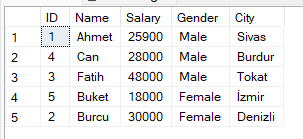 ID Name Salary Gender City
1 1 Ahmet 25900 Male Sivas
2 4 Can 28000 Male Burdur
3 3 Fatih 48000 Male Tokat
4 5 Buket 18000 Female İzmir
5 2 Burcu 30000 Female Denizli